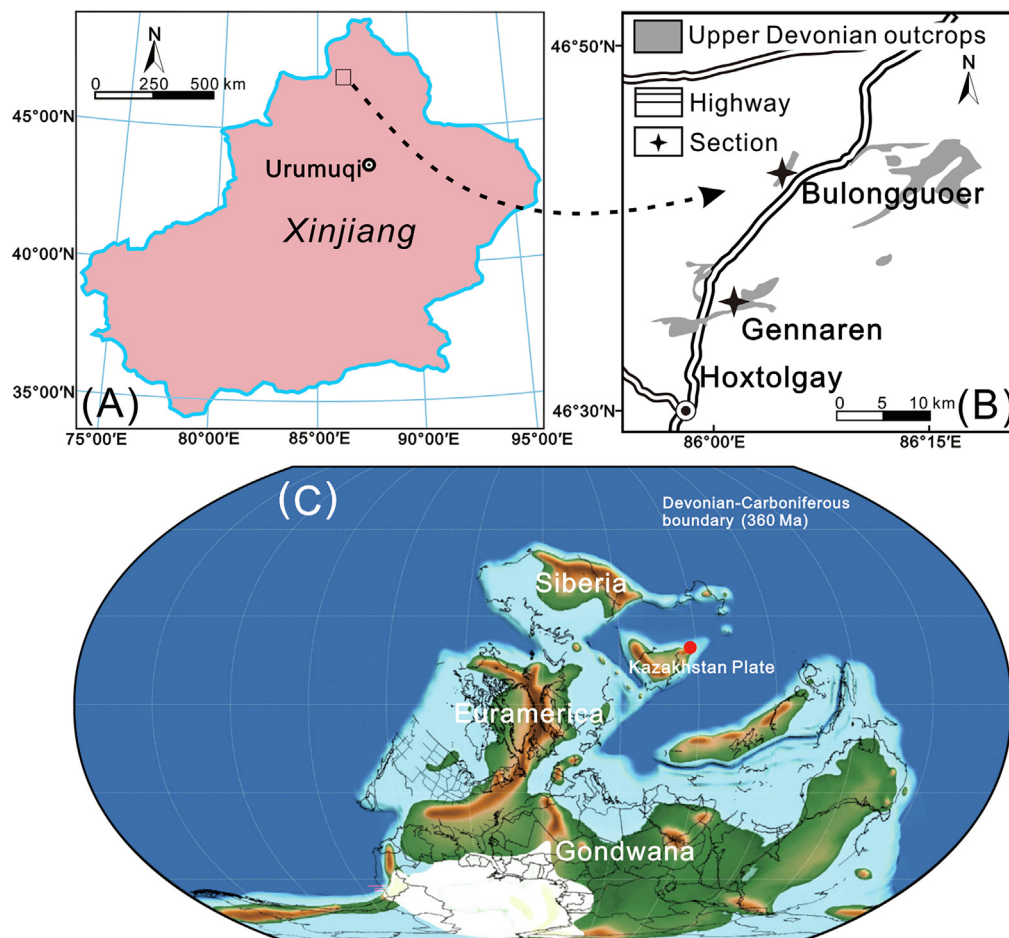 (A)
N
0 250 500 km
45°00′N
40°00′N
35°00′N
Urumuqi
Xinjiang
75°00′E 80°00′E 85°00′E 90°00′E 95°00′E
46°50′N
Upper Devonian outcrops
Highway
Section
N
Bulongguoer
Gennaren
Hoxtolgay
46°30′N
0 5 10 km
(B)
86°00′E 86°15′E
(C)
Devonian-Carboniferous
boundary (360 Ma)
Siberia
Kazakhstan Plate
Euramerica
Gondwana